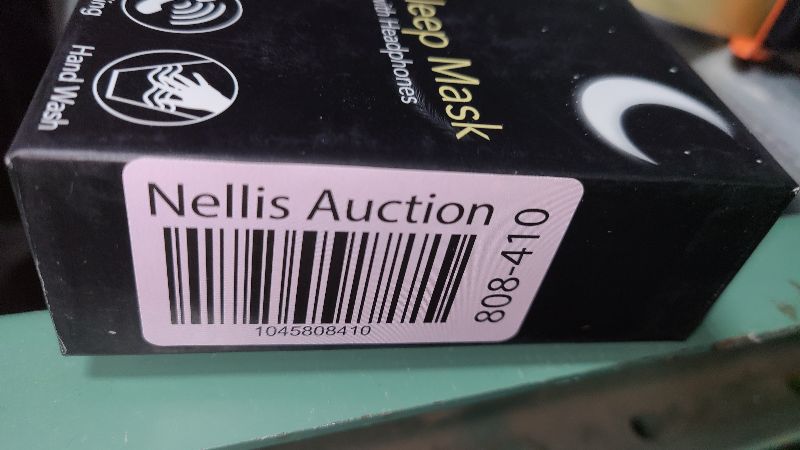 Hand Wash
Sleep Mask
with Headphones
Nellis Auction
1045808410
808-410